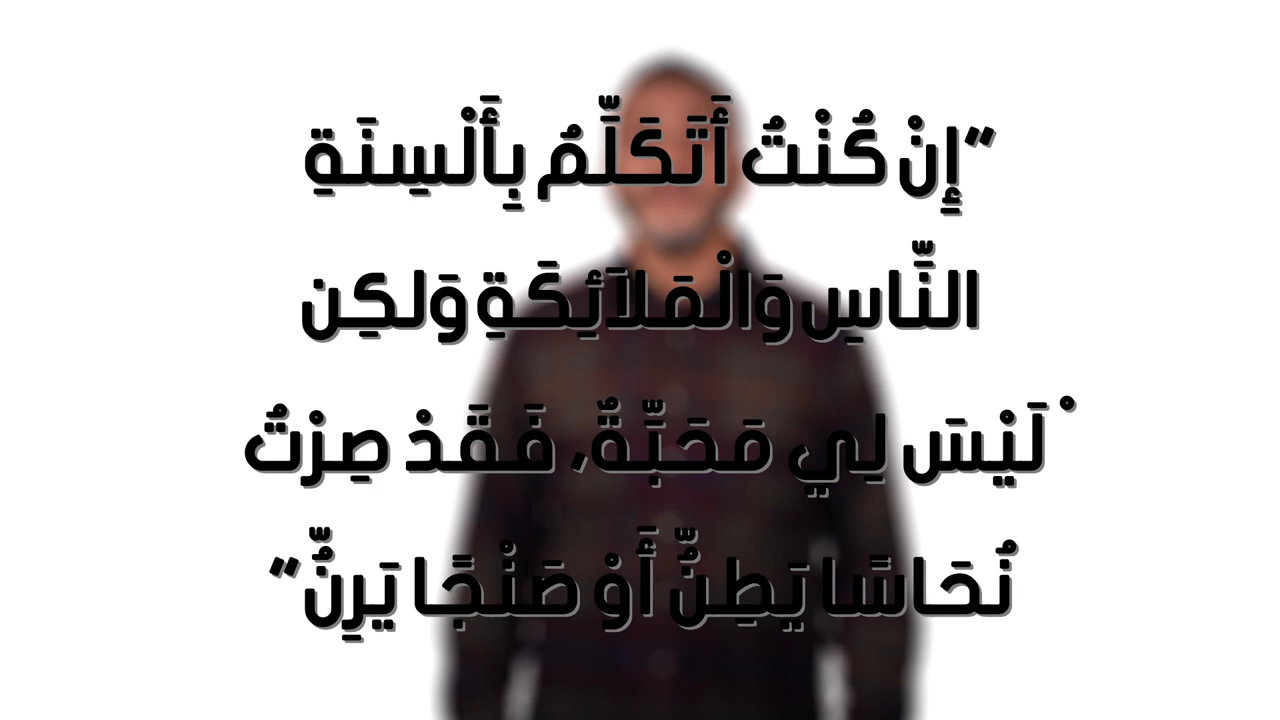 ”إِنْ كُنْتُ أَتَكَلَّمُ بِأَلْسِنَةِ
النَّاسِ وَالْمَلاَئِكَةِ وَلكِن
ْ لَيْسَ لِي مَحَبَّةٌ، فَقَدْ صِرْتُ
نُحَاسًا يَطِنُّ أَوْ صَنْجًا يَرِنُّ”